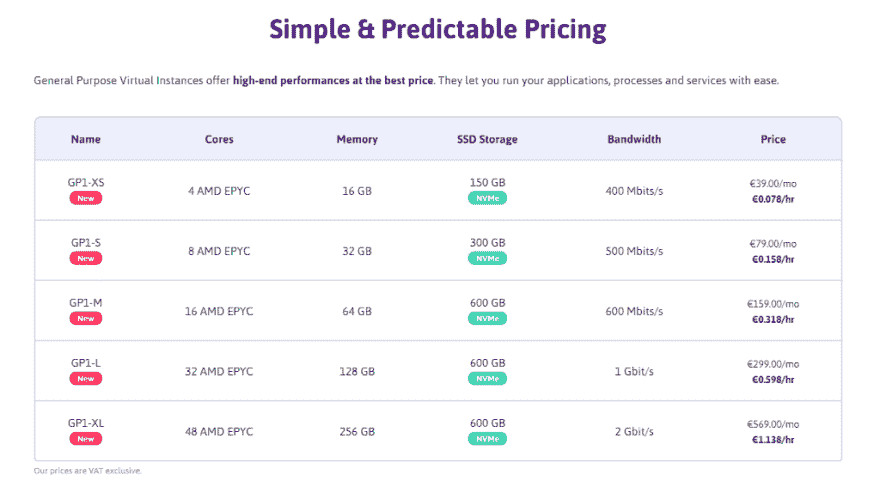 Simple & Predictable Pricing
General Purpose Virtual Instances offer high-end performances at the best price. They let you run your applications, processes and services with ease.
Name Cores Memory SSD Storage Bandwidth Price
GP1-XS 4 AMD EPYC 16 GB 150 GB 400 Mbits/s €39.00/mo
New NVMe €0.078/hr
GP1-S 8 AMD EPYC 32 GB 300 GB 500 Mbits/s €79.00/mo
New NVMe €0.158/hr
GP1-M 16 AMD EPYC 64 GB 600 GB 600 Mbits/s €159.00/mo
New NVMe €0.318/hr
GP1-L 32 AMD EPYC 128 GB 600 GB 1 Gbit/s €299.00/mo
New NVMe €0.598/hr
GP1-XL 48 AMD EPYC 256 GB 600 GB 2 Gbit/s €569.00/mo
New NVMe €1.138/hr
Our prices are VAT exclusive.